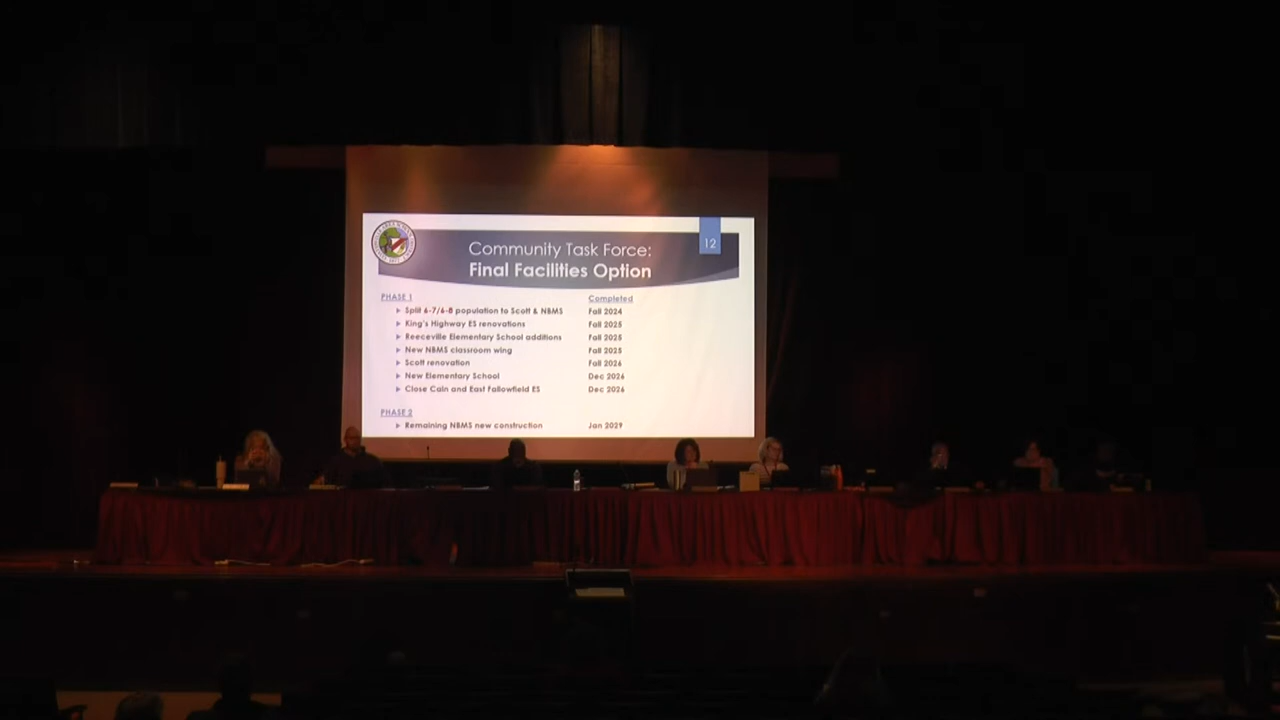 12
Community Task Force:
Final Facilities Option
PHASE 1 Completed
Split 6-7/6-8 population to Scott & NBMS Fall 2024
King's Highway ES renovations Fall 2025
Reeceville Elementary School additions Fall 2025
New NBMS classroom wing Fall 2025
Scott renovation Fall 2026
New Elementary School Dec 2026
Close Caln and East Fallowfield ES Dec 2026
PHASE 2
Remaining NBMS new construction Jan 2029